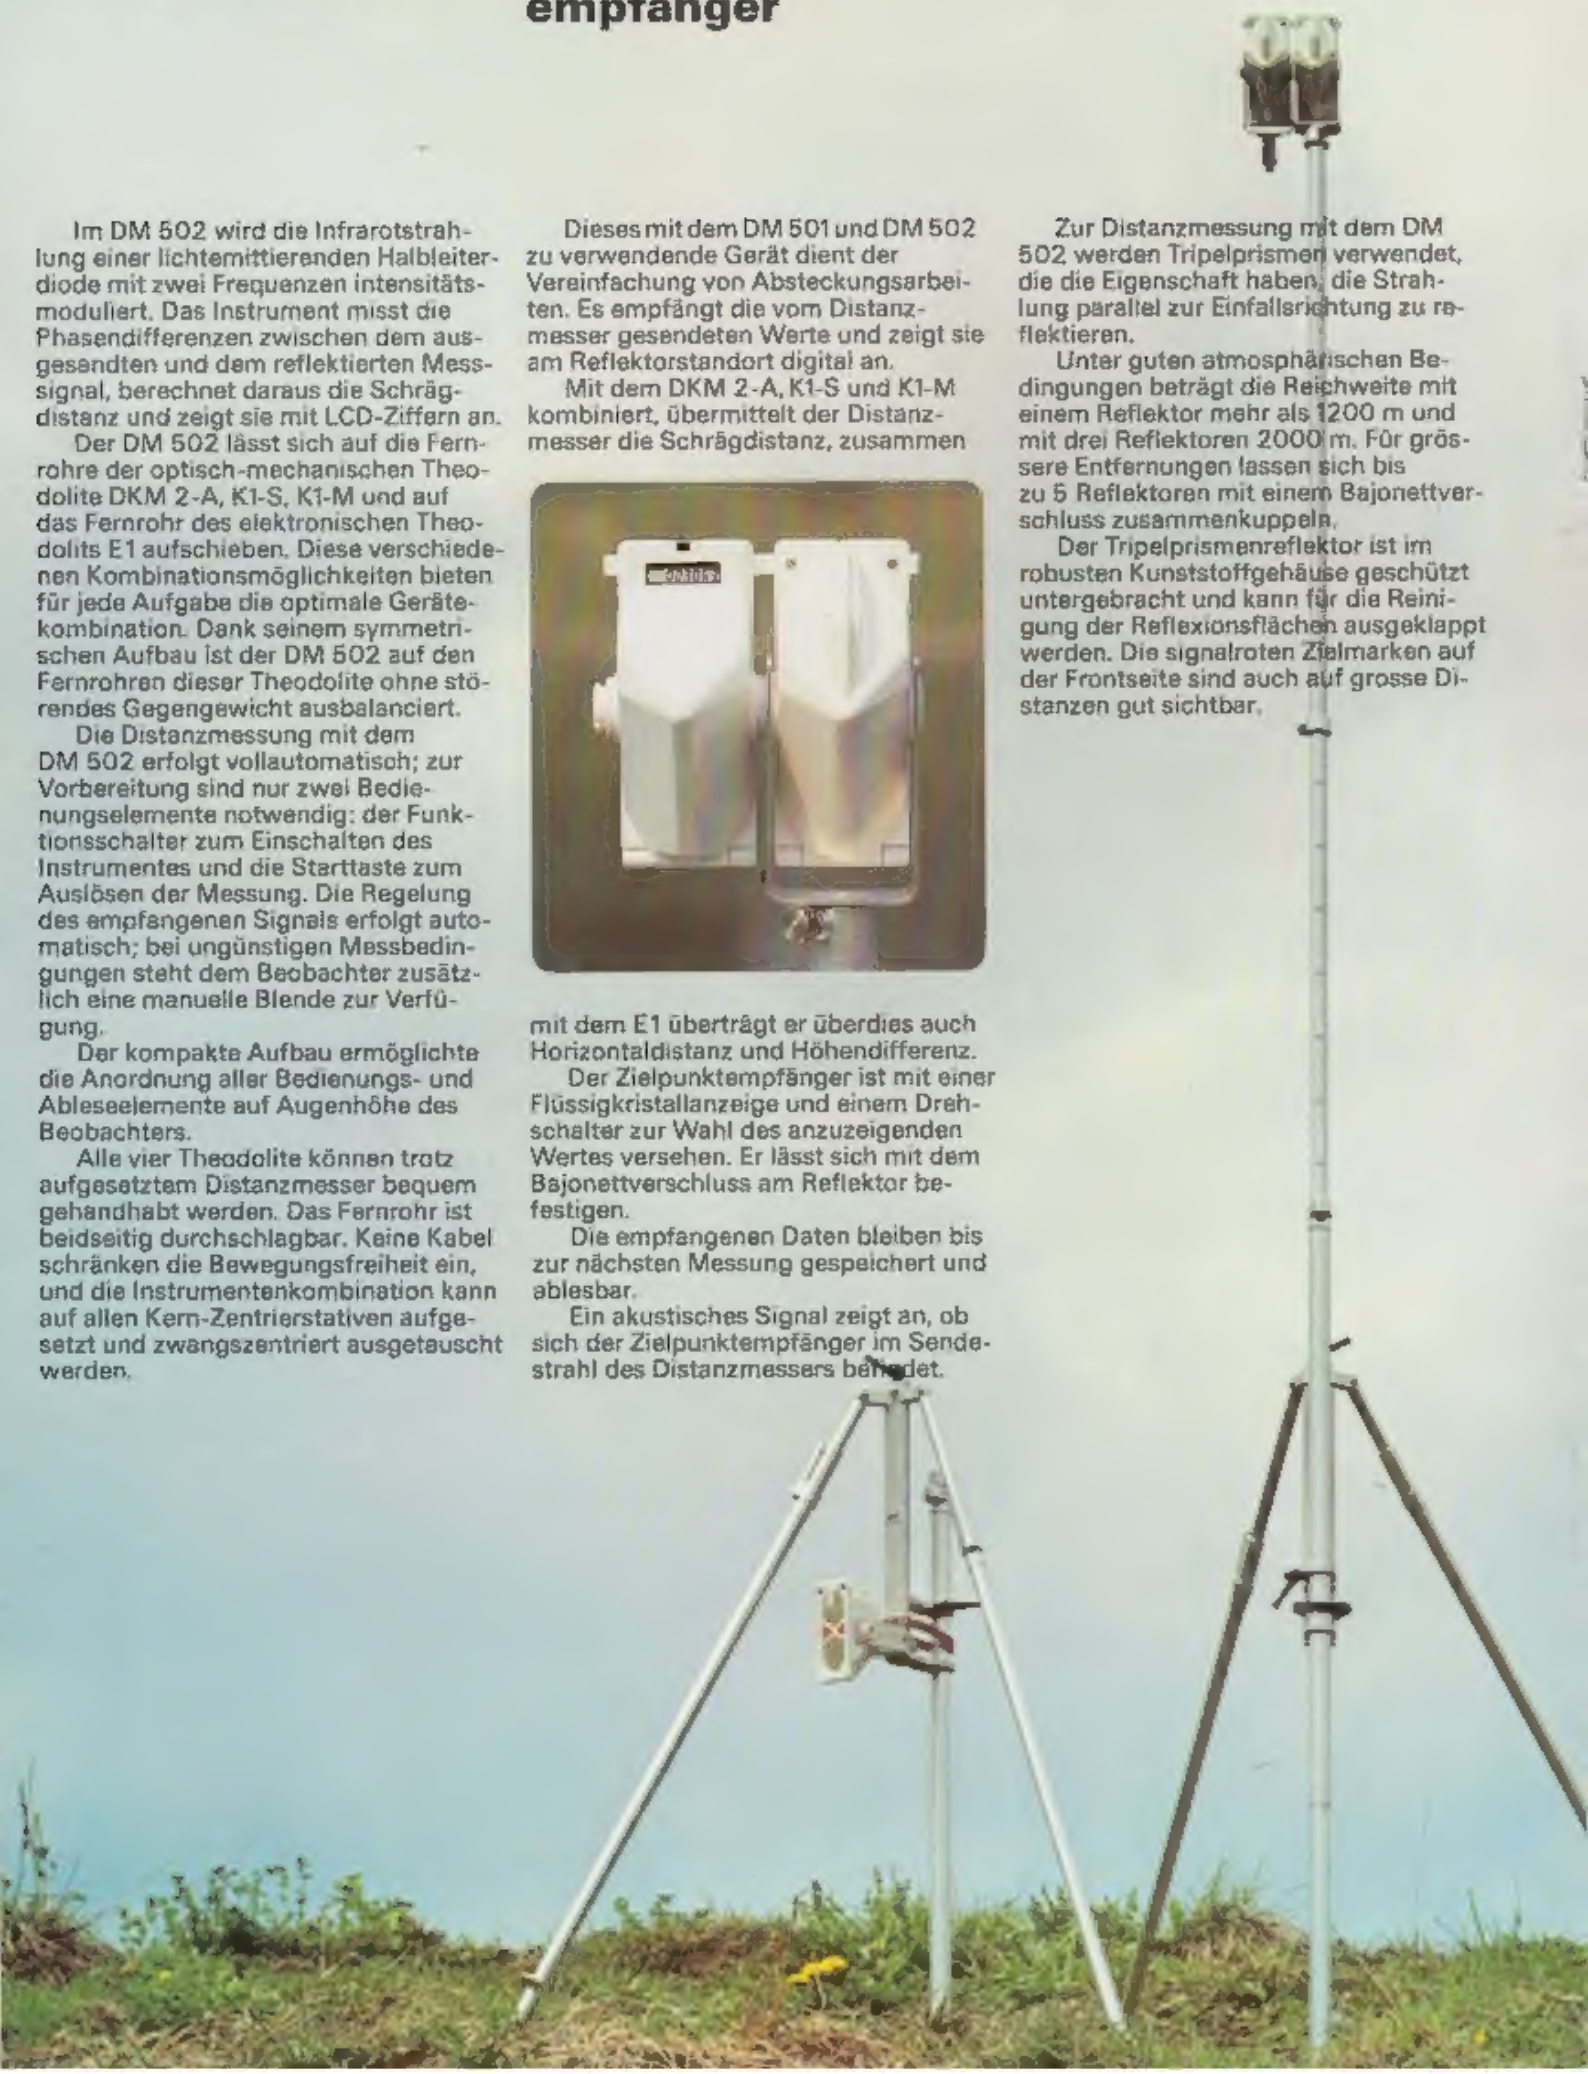 empfänger
Im DM 502 wird die Infrarotstrah-
lung einer lichtemittierenden Halbleiter-
diode mit zwei Frequenzen intensitäts-
moduliert. Das Instrument misst die
Phasendifferenzen zwischen dem aus-
gesandten und dem reflektierten Mess-
signal, berechnet daraus die Schräg-
distanz und zeigt sie mit LCD-Ziffern an.
Der DM 502 lässt sich auf die Fern-
rohre der optisch-mechanischen Theo-
dolite DKM 2-A, K1-S, K1-M und auf
das Fernrohr des elektronischen Theo-
dolits E1 aufschieben. Diese verschiede-
nen Kombinationsmöglichkeiten bieten
für jede Aufgabe die optimale Geräte-
kombination. Dank seinem symmetri-
schen Aufbau ist der DM 502 auf den
Fernrohren dieser Theodolite ohne stö-
rendes Gegengewicht ausbalanciert.
Die Distanzmessung mit dem
DM 502 erfolgt vollautomatisch; zur
Vorbereitung sind nur zwei Bedie-
nungselemente notwendig: der Funk-
tionsschalter zum Einschalten des
Instrumentes und die Starttaste zum
Auslösen der Messung. Die Regelung
des empfangenen Signals erfolgt auto-
matisch; bei ungünstigen Messbedin-
gungen steht dem Beobachter zusätz-
lich eine manuelle Blende zur Verfü-
gung.
Der kompakte Aufbau ermöglichte
die Anordnung aller Bedienungs- und
Ableseelemente auf Augenhöhe des
Beobachters.
Alle vier Theodolite können trotz
aufgesetztem Distanzmesser bequem
gehandhabt werden. Das Fernrohr ist
beidseitig durchschlagbar. Keine Kabel
schränken die Bewegungsfreiheit ein,
und die Instrumentenkombination kann
auf allen Kern-Zentrierstativen aufge-
setzt und zwangszentriert ausgetauscht
werden.
Dieses mit dem DM 501 und DM 502
zu verwendende Gerät dient der
Vereinfachung von Absteckungsarbei-
ten. Es empfängt die vom Distanz-
messer gesendeten Werte und zeigt sie
am Reflektorstandort digital an.
Mit dem DKM 2-A, K1-S und K1-M
kombiniert, übermittelt der Distanz-
messer die Schrägdistanz, zusammen
mit dem E1 überträgt er überdies auch
Horizontaldistanz und Höhendifferenz.
Der Zielpunktempfänger ist mit einer
Flüssigkristallanzeige und einem Dreh-
schalter zur Wahl des anzuzeigenden
Wertes versehen. Er lässt sich mit dem
Bajonettverschluss am Reflektor be-
festigen.
Die empfangenen Daten bleiben bis
zur nächsten Messung gespeichert und
ablesbar.
Ein akustisches Signal zeigt an, ob
sich der Zielpunktempfänger im Sende-
strahl des Distanzmessers befindet.
Zur Distanzmessung mit dem DM
502 werden Tripelprismen verwendet,
die die Eigenschaft haben, die Strah-
lung parallel zur Einfallsrichtung zu re-
flektieren.
Unter guten atmosphärischen Be-
dingungen beträgt die Reichweite mit
einem Reflektor mehr als 1200 m und
mit drei Reflektoren 2000 m. Für grös-
sere Entfernungen lassen sich bis
zu 5 Reflektoren mit einem Bajonettver-
schluss zusammenkuppeln.
Der Tripelprismenreflektor ist im
robusten Kunststoffgehäuse geschützt
untergebracht und kann für die Reini-
gung der Reflexionsflächen ausgeklappt
werden. Die signalroten Zielmarken auf
der Frontseite sind auch auf grosse Di-
stanzen gut sichtbar.